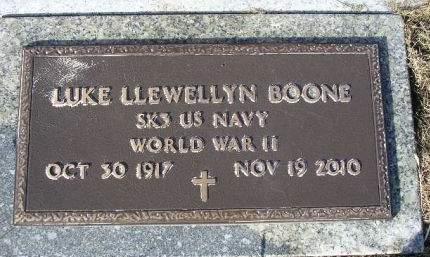 LUKE LLEWELLYN BOONE
SK3 US NAVY
WORLD WAR II
OCT 30 1917 NOV 19 2010